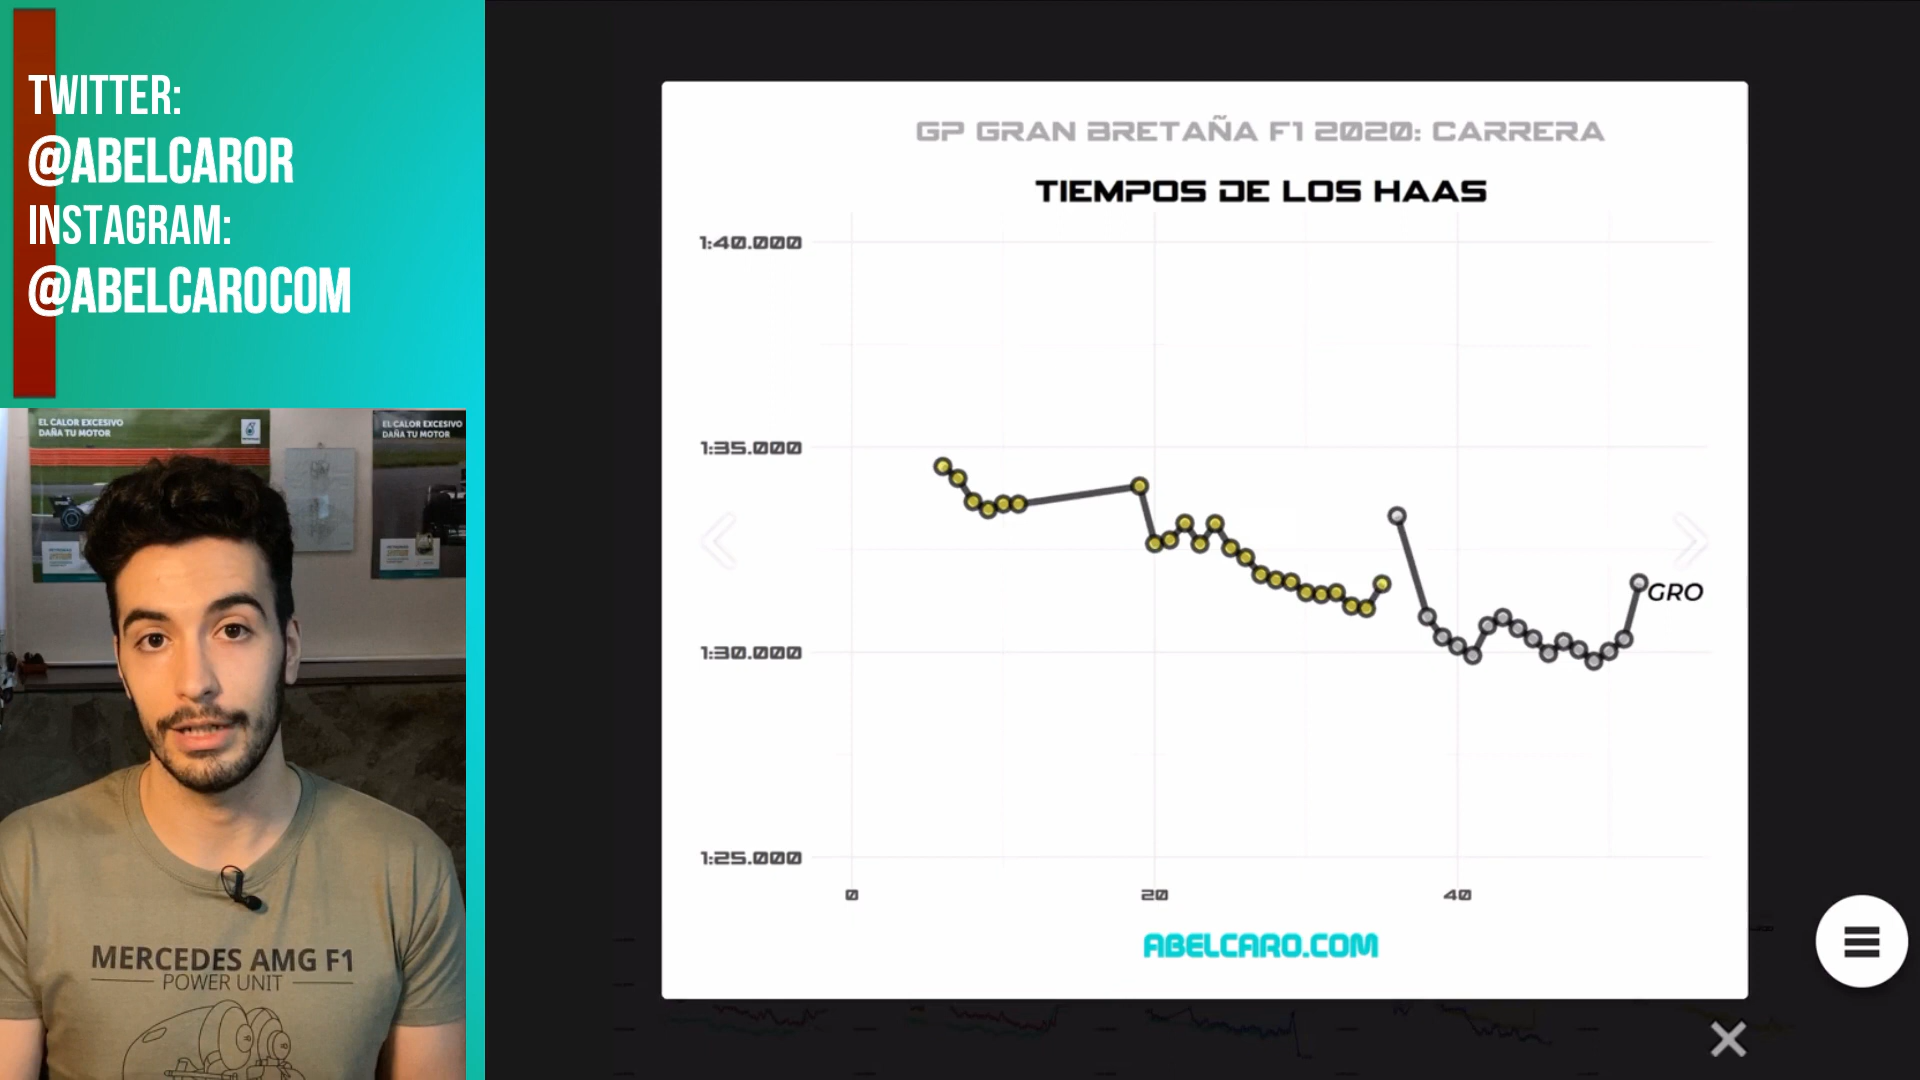 TWITTER:
@ABELCAROR
INSTAGRAM:
@ABELCAROCOM
EL CALOR EXCESIVO
DAÑA TU MOTOR
EL CALOR EXCESIVO
DAÑA TU MOTOR
MERCEDES AMG F1
POWER UNIT
GP GRAN BRETAÑA F1 2020: CARRERA
TIEMPOS DE LOS HAAS
1:40.000
1:35.000
1:30.000
1:25.000
0
20
40
GRO
ABELCARO.COM